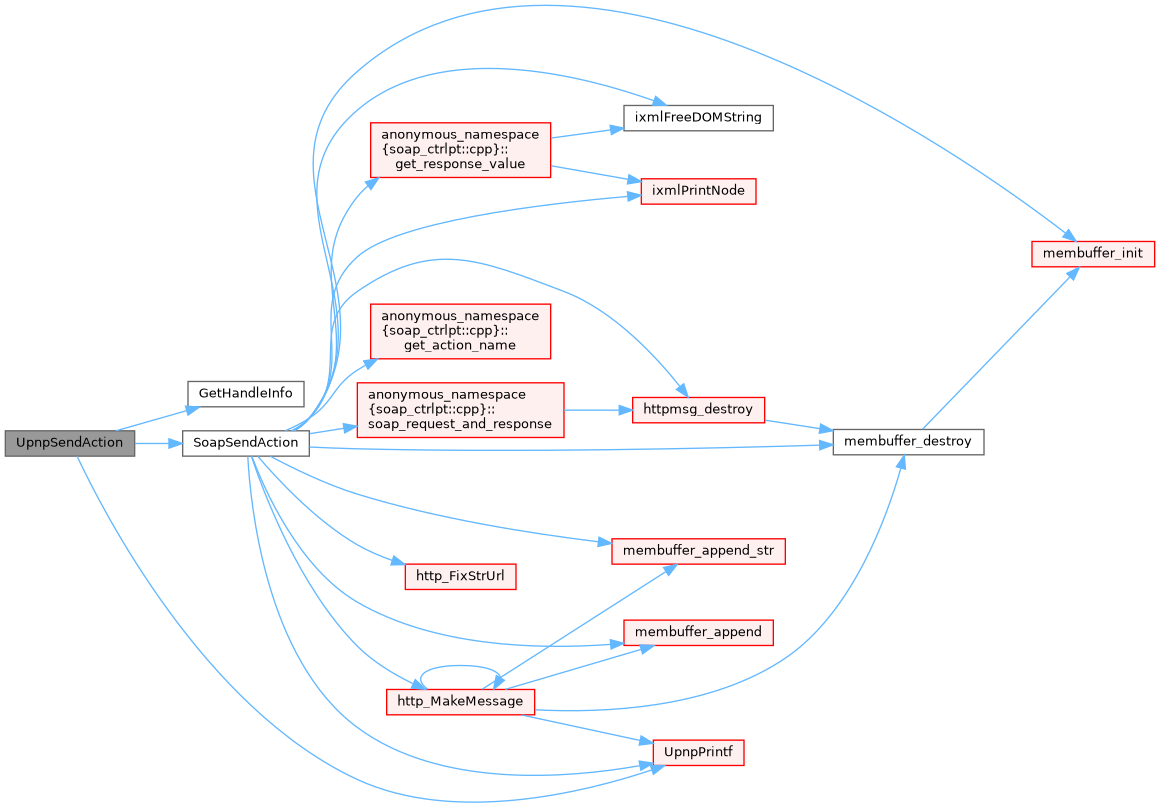 UpnpSendAction
GetHandleInfo
SoapSendAction
anonymous_namespace
{soap_ctrlpt::cpp}::
get_response_value
anonymous_namespace
{soap_ctrlpt::cpp}::
get_action_name
anonymous_namespace
{soap_ctrlpt::cpp}::
soap_request_and_response
http_FixStrUrl
http_MakeMessage
ixmlFreeDOMString
ixmlPrintNode
httpmsg_destroy
membuffer_append_str
membuffer_append
UpnpPrintf
membuffer_destroy
membuffer_init